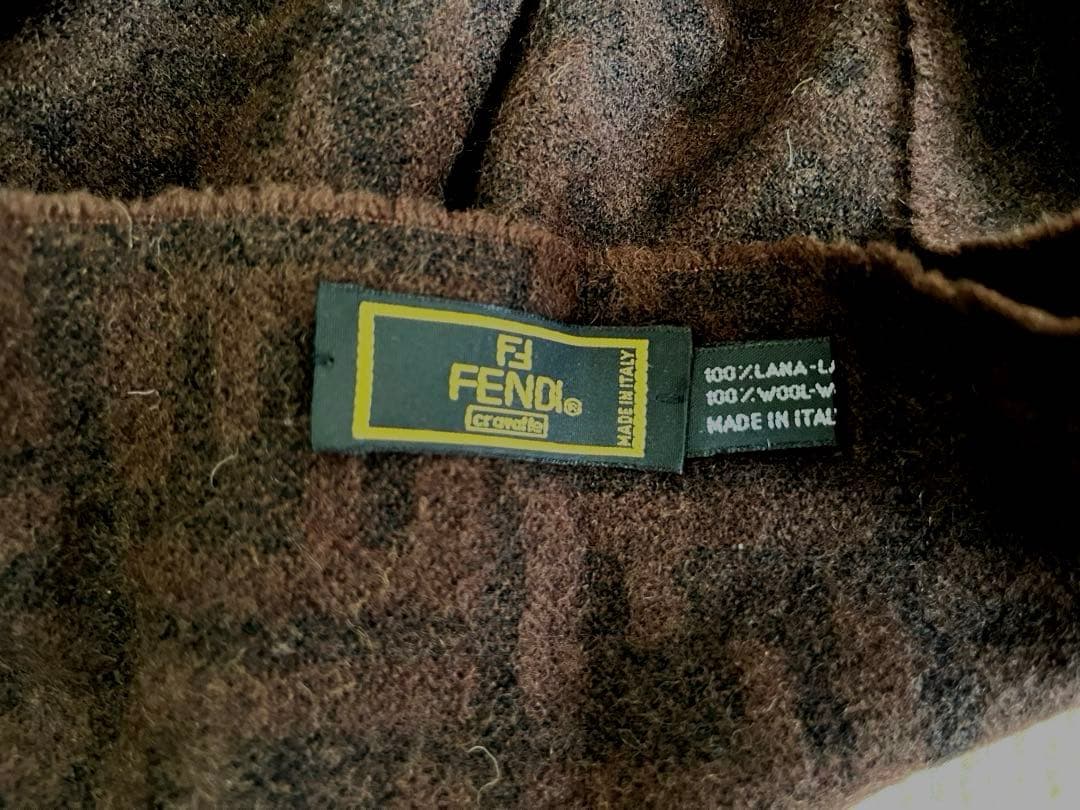 FF
FENDI®
cravatte
MADE IN ITALY
100%LANA-LA
100%WOOL-W
MADE IN ITAL